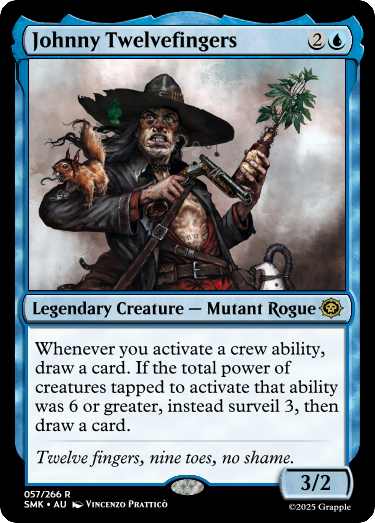 Johnny Twelvefingers 2
Legendary Creature — Mutant Rogue
Whenever you activate a crew ability,
draw a card. If the total power of
creatures tapped to activate that ability
was 6 or greater, instead surveil 3, then
draw a card.
Twelve fingers, nine toes, no shame.
3/2
057/266 R
SMK • AU Vincenzo Pratticò
©2025 Grapple